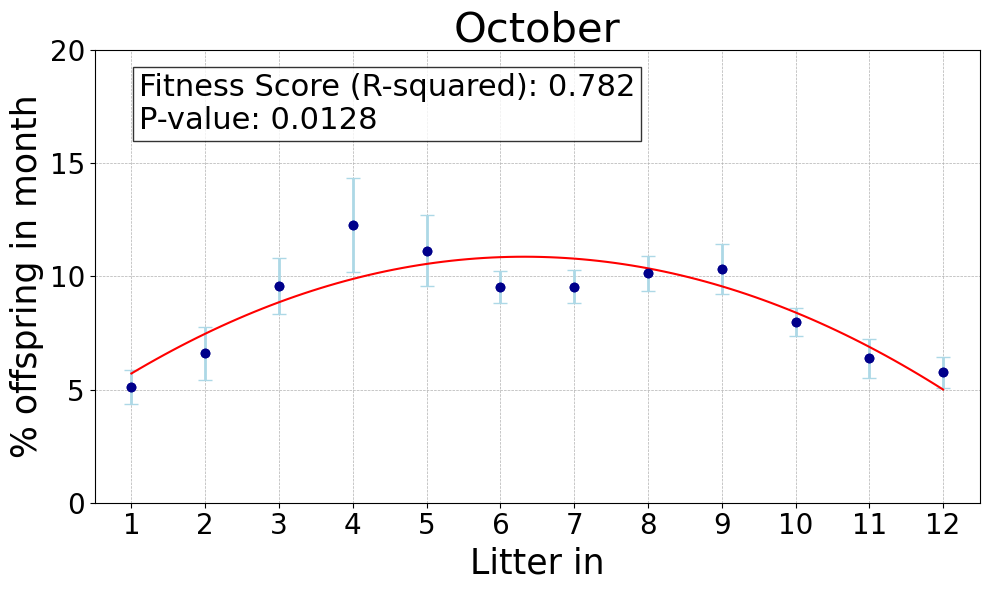 October
Fitness Score (R-squared): 0.782
P-value: 0.0128
% offspring in month
20
15
10
5
0
1 2 3 4 5 6 7 8 9 10 11 12
Litter in